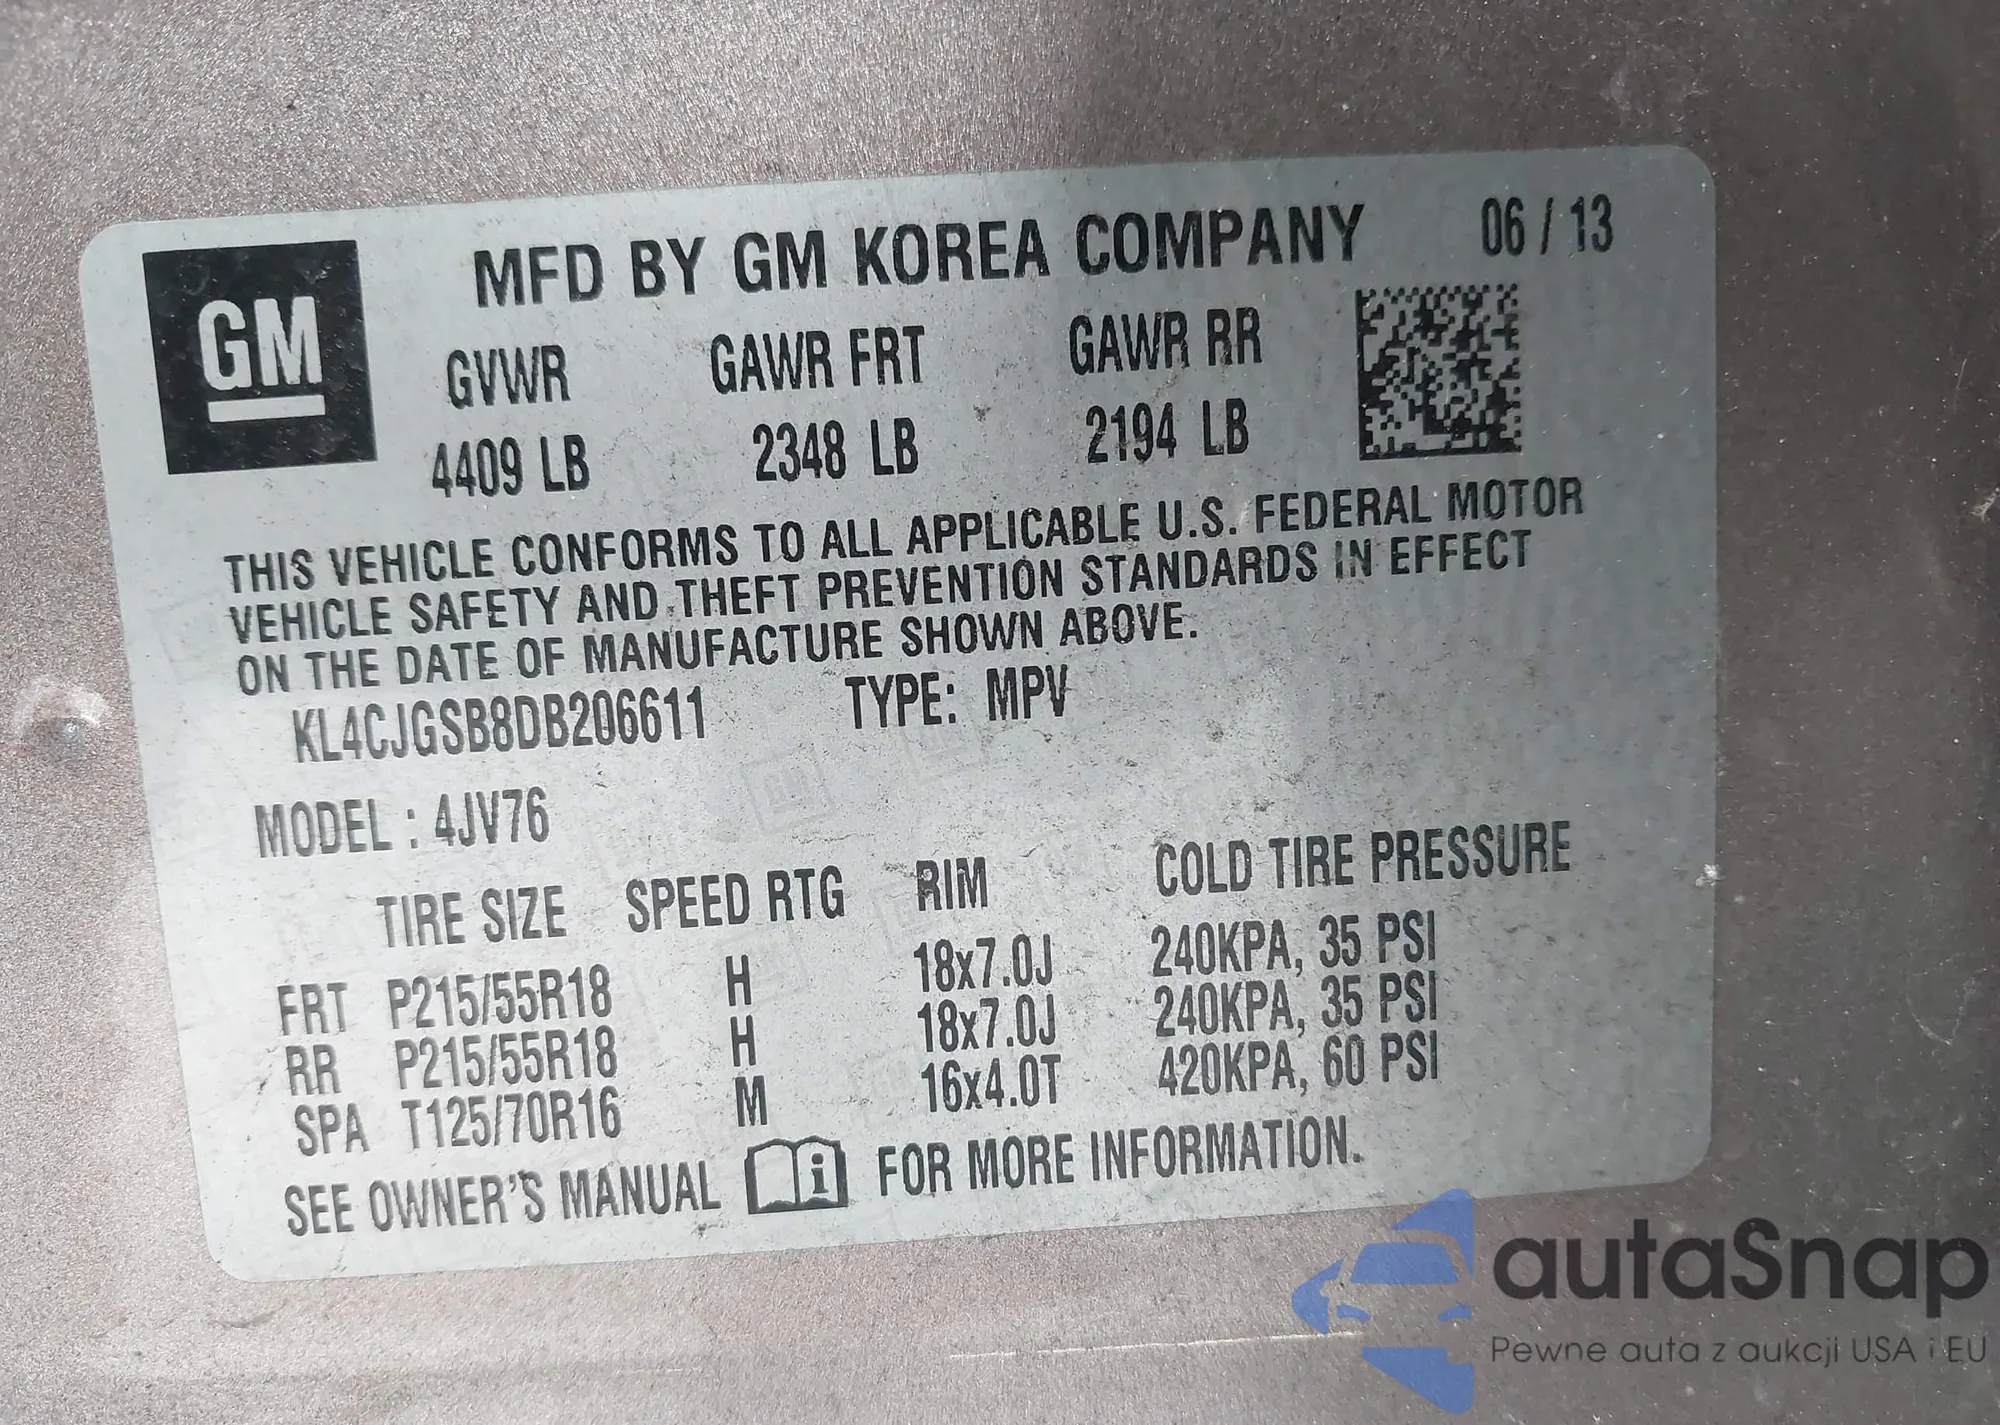 GM
MFD BY GM KOREA COMPANY 06 / 13
GVWR GAWR FRT GAWR RR
4409 LB 2348 LB 2194 LB
THIS VEHICLE CONFORMS TO ALL APPLICABLE U.S. FEDERAL MOTOR
VEHICLE SAFETY AND THEFT PREVENTION STANDARDS IN EFFECT
ON THE DATE OF MANUFACTURE SHOWN ABOVE.
KL4CJGSB8DB206611 TYPE: MPV
MODEL : 4JV76
TIRE SIZE SPEED RTG RIM COLD TIRE PRESSURE
FRT P215/55R18 H 18x7.0J 240KPA, 35 PSI
RR P215/55R18 H 18x7.0J 240KPA, 35 PSI
SPA T125/70R16 M 16x4.0T 420KPA, 60 PSI
SEE OWNER'S MANUAL i FOR MORE INFORMATION.
autaSnap
Pewne auta z aukcji USA i EU